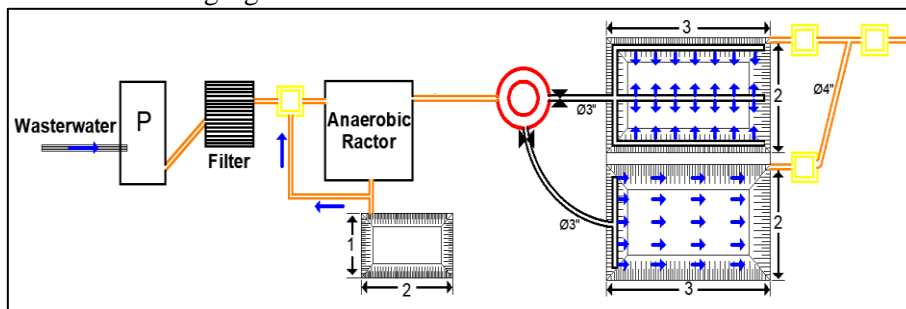 Wasterwater
P
Filter
Anaerobic
Ractor
1
2
Ø3"
Ø3"
3
2
3
2
Ø4"